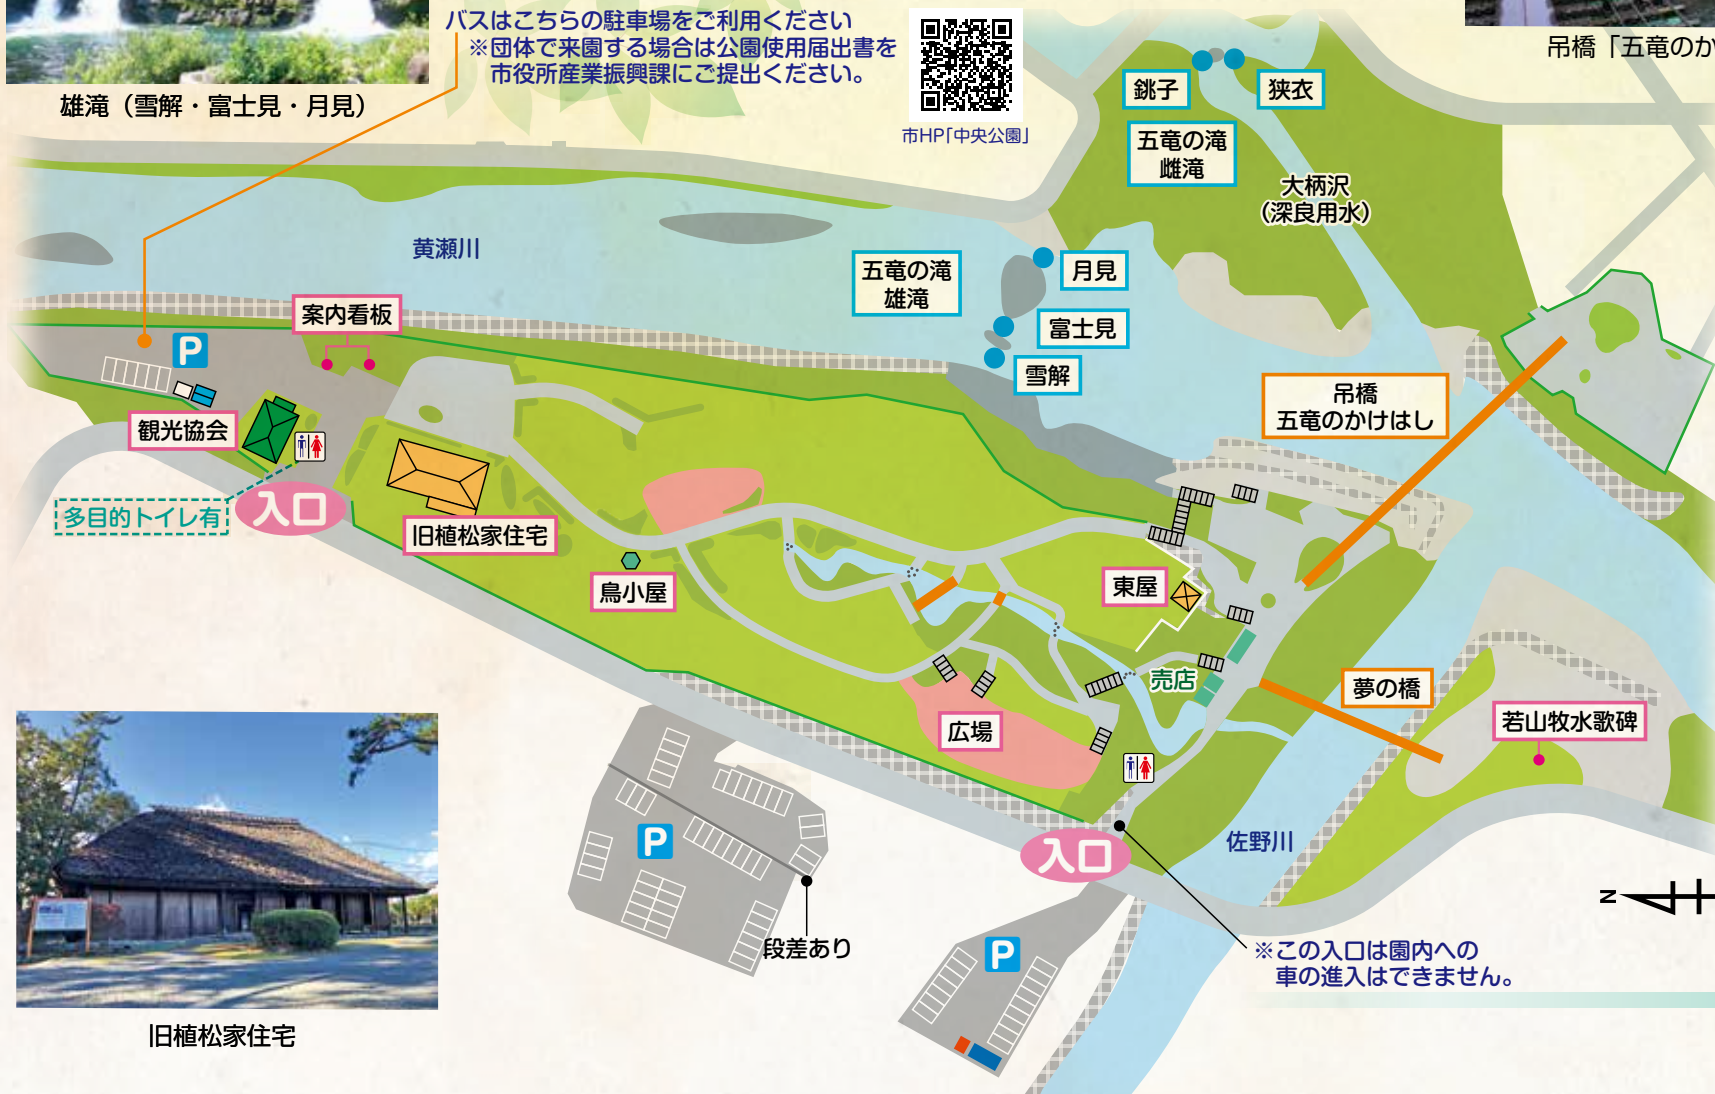 バスはこちらの駐車場をご利用ください
※団体で来園する場合は公園使用届出書を
市役所産業振興課にご提出ください。
雄滝（雪解・富士見・月見）
市HP「中央公園」
吊橋「五竜のか
銚子
狭衣
五竜の滝
雌滝
大柄沢
（深良用水）
黄瀬川
五竜の滝
雄滝
月見
富士見
雪解
案内看板
P
観光協会
多目的トイレ有
入口
旧植松家住宅
鳥小屋
吊橋
五竜のかけはし
東屋
売店
夢の橋
若山牧水歌碑
広場
佐野川
入口
P
段差あり
P
※この入口は園内への
車の進入はできません。
N
旧植松家住宅